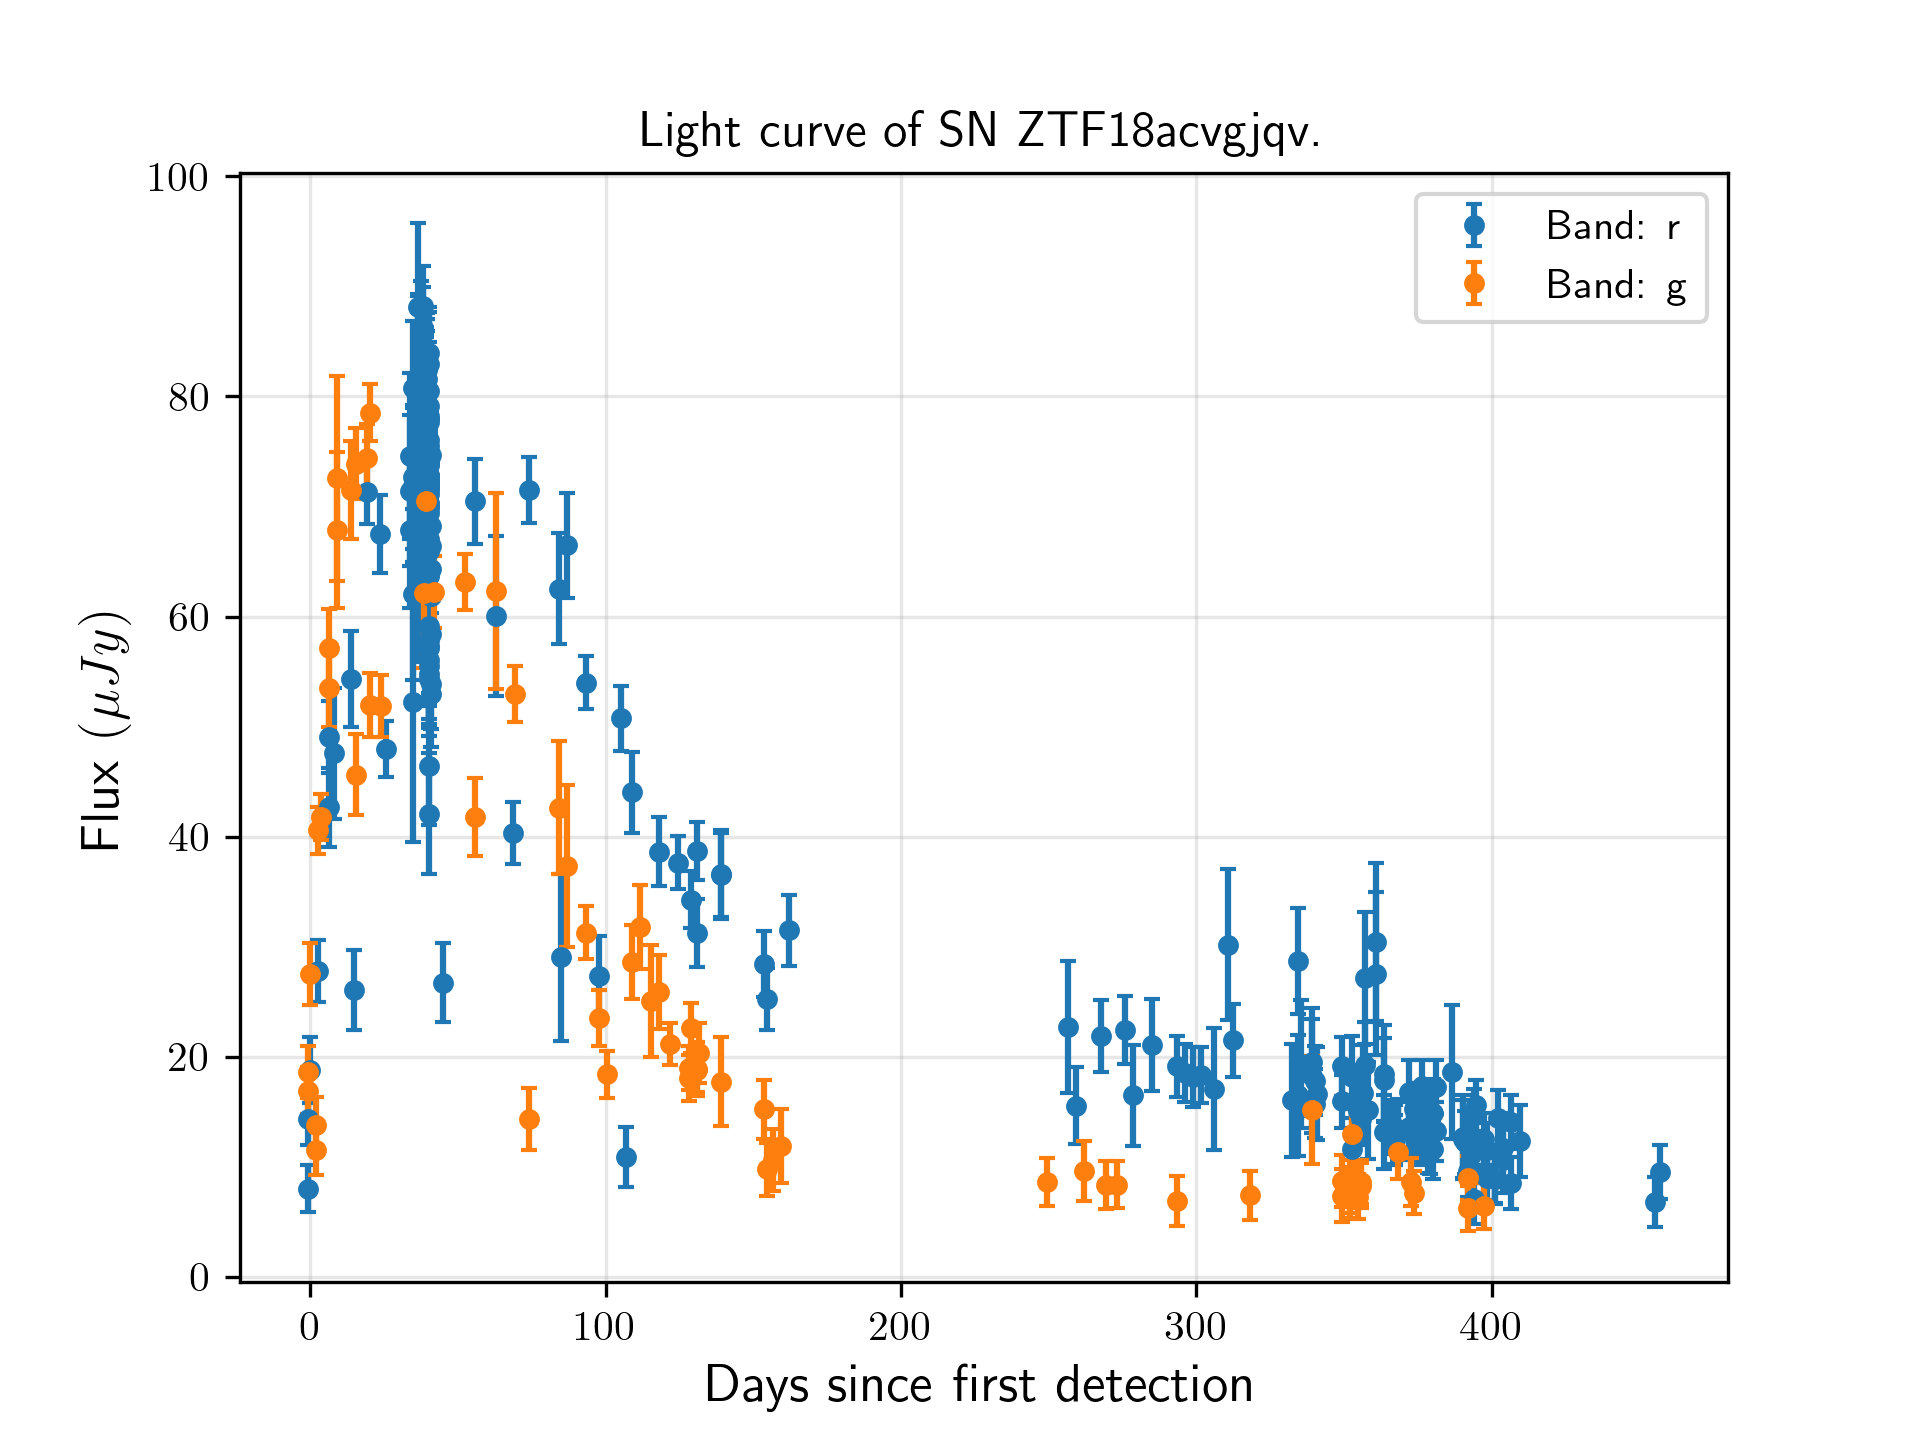 Light curve of SN ZTF18acvgjqv.
100
80
60
40
20
0
Flux (μJy)
Band: r
Band: g
0 100 200 300 400
Days since first detection